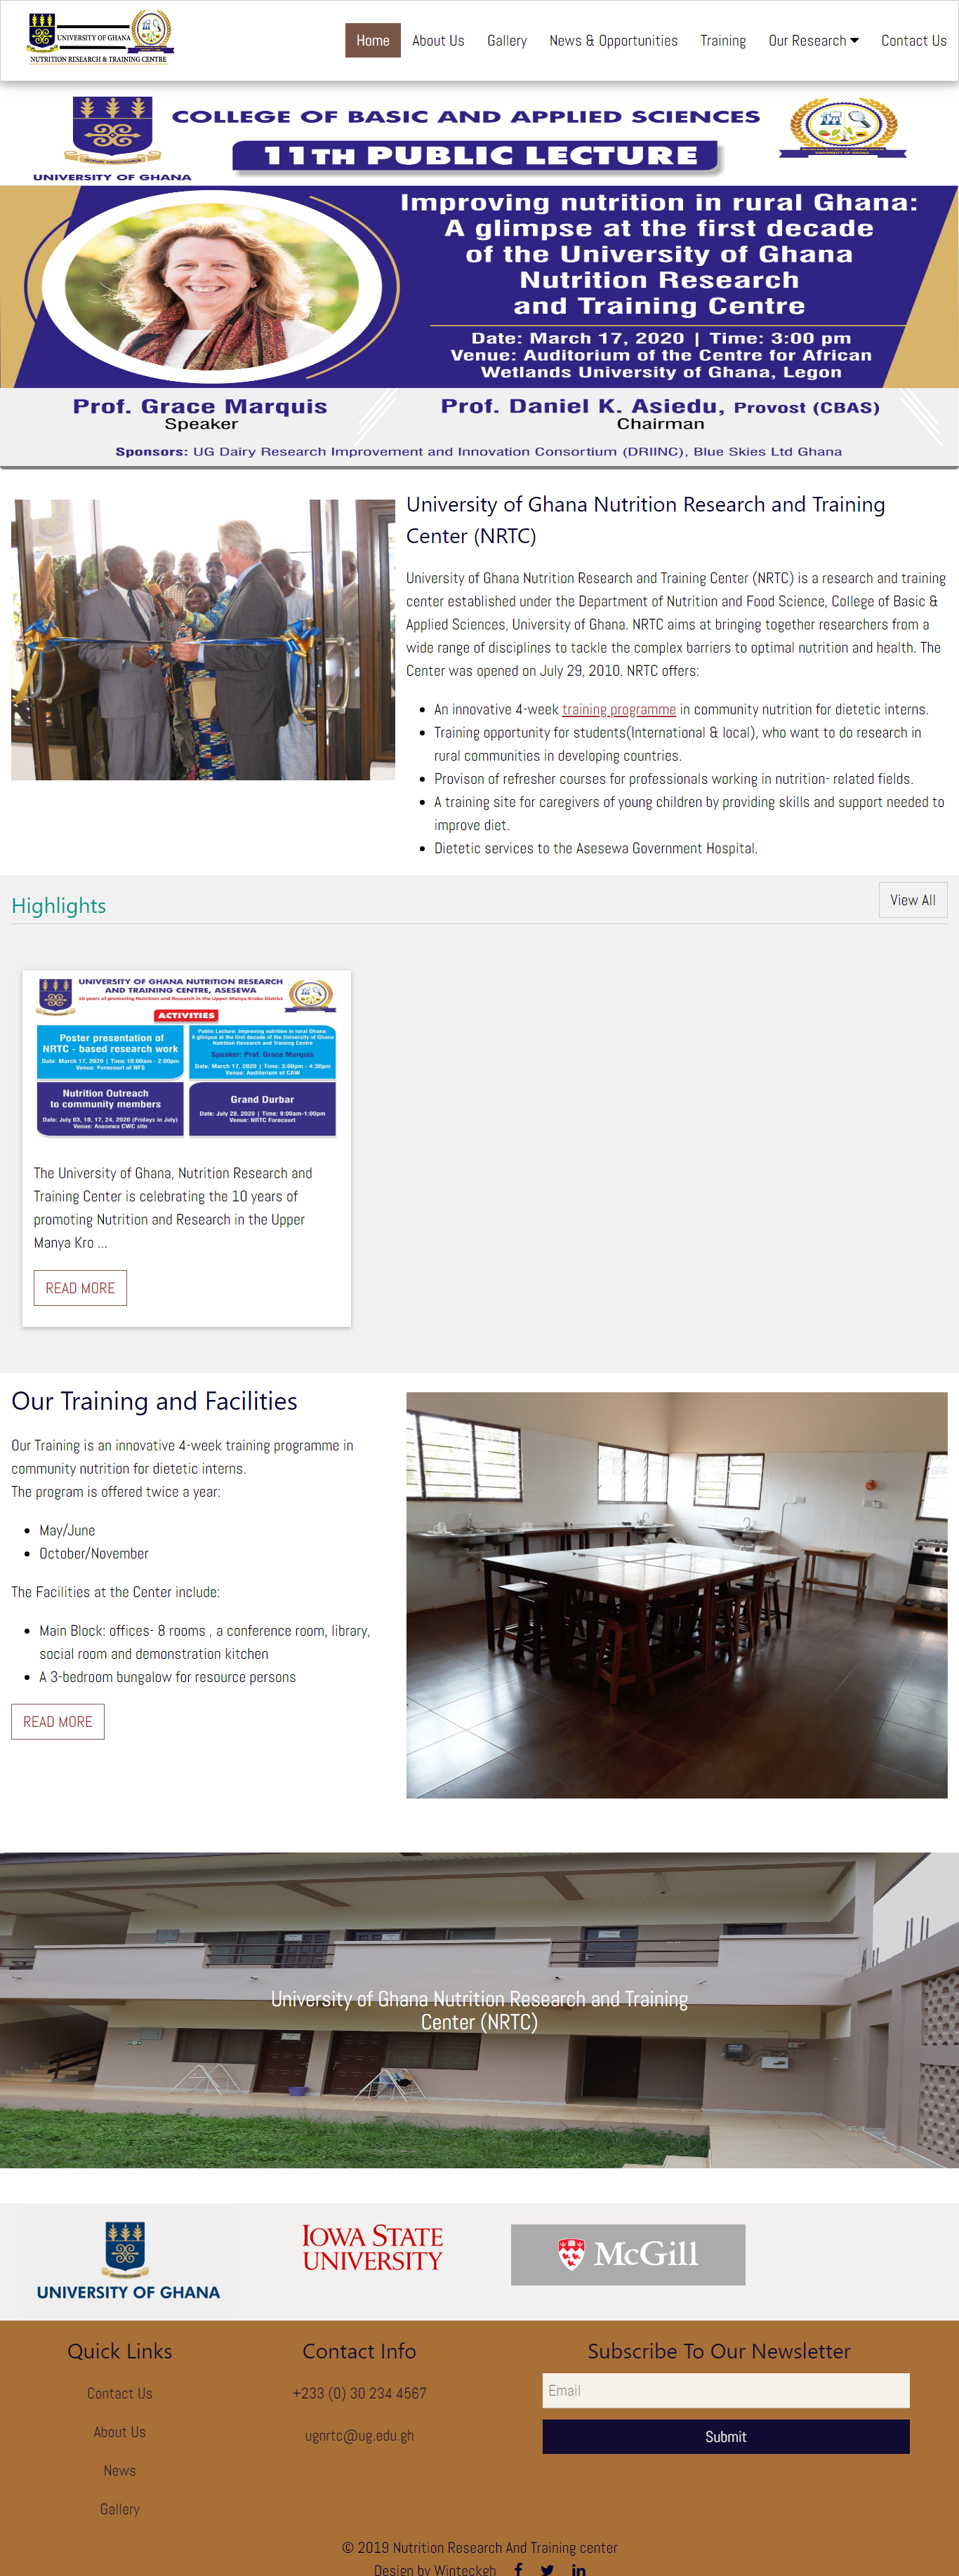 UNIVERSITY OF GHANA
NUTRITION RESEARCH & TRAINING CENTRE
Home
About Us
Gallery
News & Opportunities
Training
Our Research
Contact Us
COLLEGE OF BASIC AND APPLIED SCIENCES
11TH PUBLIC LECTURE
UNIVERSITY OF GHANA
Improving nutrition in rural Ghana:
A glimpse at the first decade
of the University of Ghana
Nutrition Research
and Training Centre
Date: March 17, 2020 | Time: 3:00 pm
Venue: Auditorium of the Centre for African
Wetlands University of Ghana, Legon
Prof. Grace Marquis
Speaker
Prof. Daniel K. Asiedu, Provost (CBAS)
Chairman
Sponsors: UG Dairy Research Improvement and Innovation Consortium (DRIINC), Blue Skies Ltd Ghana
University of Ghana Nutrition Research and Training
Center (NRTC)
University of Ghana Nutrition Research and Training Center (NRTC) is a research and training
center established under the Department of Nutrition and Food Science, College of Basic &
Applied Sciences, University of Ghana. NRTC aims at bringing together researchers from a
wide range of disciplines to tackle the complex barriers to optimal nutrition and health. The
Center was opened on July 29, 2010. NRTC offers:
An innovative 4-week training programme in community nutrition for dietetic interns.
Training opportunity for students(International & local), who want to do research in
rural communities in developing countries.
Provison of refresher courses for professionals working in nutrition- related fields.
A training site for caregivers of young children by providing skills and support needed to
improve diet.
Dietetic services to the Asesewa Government Hospital.
Highlights
View All
UNIVERSITY OF GHANA NUTRITION RESEARCH
AND TRAINING CENTRE, ASESEWA
10 years of promoting Nutrition and Research in the Upper Manya Krobo District
ACTIVITIES
Poster presentation of
NRTC - based research work
Date: March 17, 2020 | Time:10:00am - 2:00pm
Venue: Forecourt of NFS
Public Lecture: Improving nutrition in rural Ghana:
A glimpse at the first decade of the University of Ghana
Nutrition Research and Training Centre
Speaker: Prof. Grace Marquis
Date: March 17, 2020 | Time: 3:00pm - 4:30pm
Venue: Auditorium of CAW
Nutrition Outreach
to community members
Date: July 03, 10, 17, 24, 2020 (Fridays in July)
Venue: Asesewa CWC site
Grand Durbar
Date: July 28, 2020 | Time: 9:00am-1:00pm
Venue: NRTC Forecourt
The University of Ghana, Nutrition Research and
Training Center is celebrating the 10 years of
promoting Nutrition and Research in the Upper
Manya Kro ...
READ MORE
Our Training and Facilities
Our Training is an innovative 4-week training programme in
community nutrition for dietetic interns.
The program is offered twice a year:
May/June
October/November
The Facilities at the Center include:
Main Block: offices- 8 rooms , a conference room, library,
social room and demonstration kitchen
A 3-bedroom bungalow for resource persons
READ MORE
University of Ghana Nutrition Research and Training
Center (NRTC)
UNIVERSITY OF GHANA
IOWA STATE
UNIVERSITY
McGill
Quick Links
Contact Us
About Us
News
Gallery
Contact Info
+233 (0) 30 234 4567
ugnrtc@ug.edu.gh
Subscribe To Our Newsletter
Email
Submit
© 2019 Nutrition Research And Training center
Design by Winteckgh